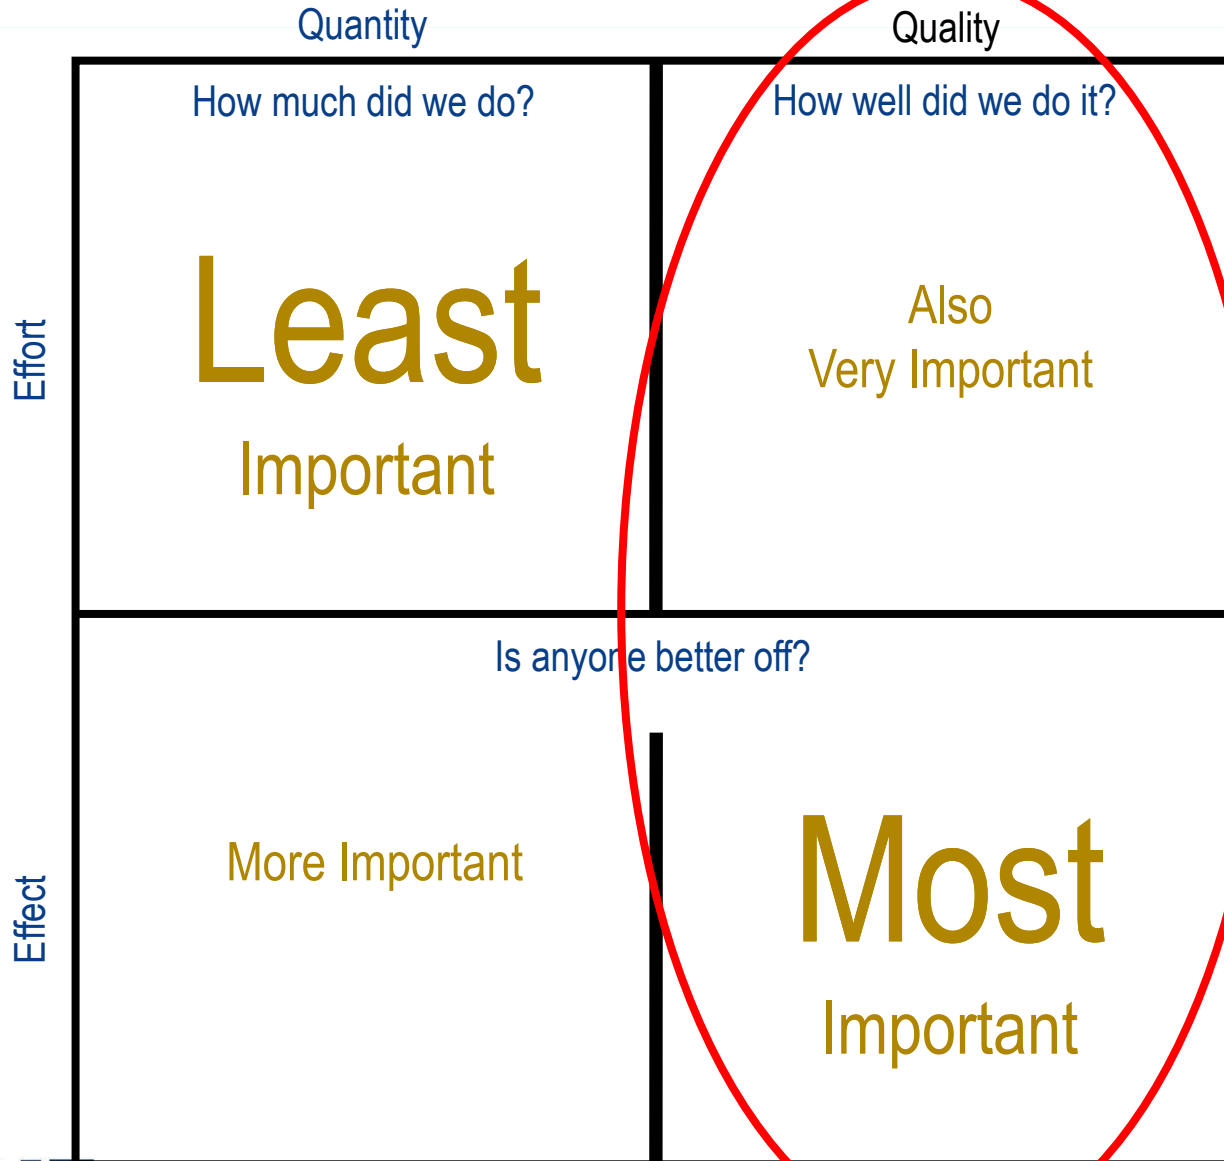 Quantity
Quality
How much did we do?
How well did we do it?
Effort
Least
Important
Also
Very Important
Is anyone better off?
Effect
More Important
Most
Important